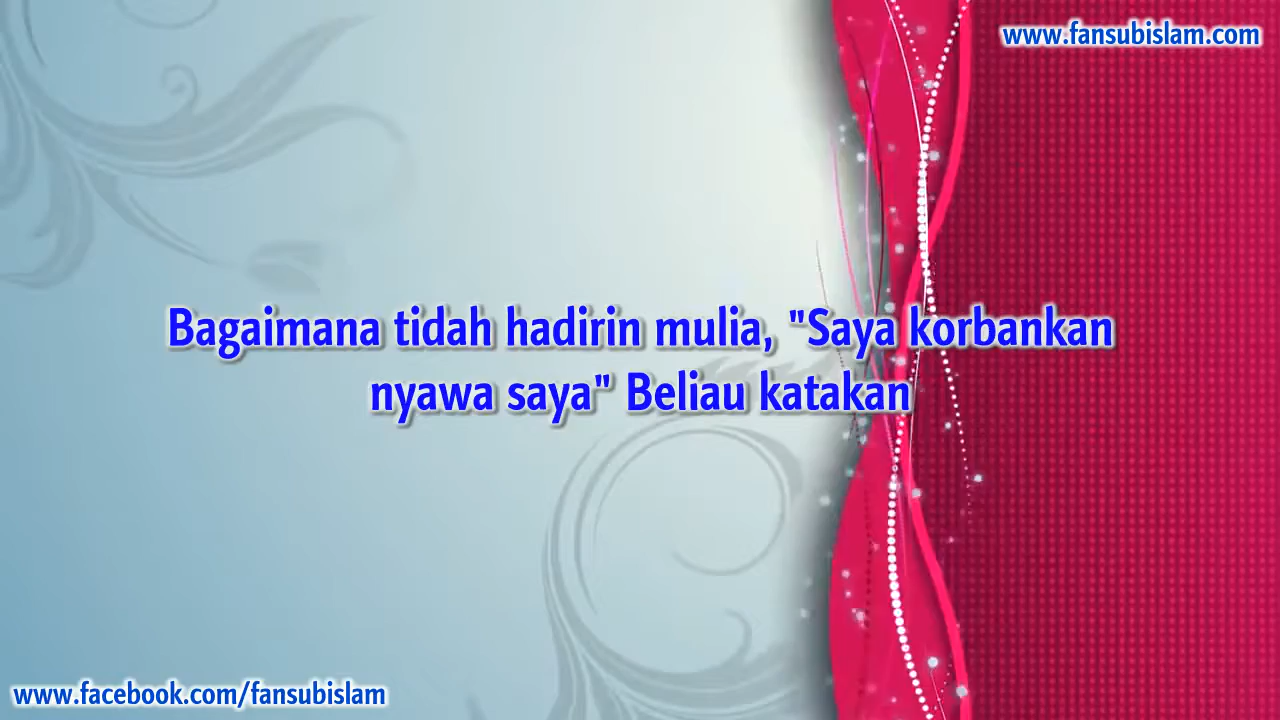 www.fansubislam.com
Bagaimana tidah hadirin mulia, "Saya korbankan
nyawa saya" Beliau katakan
www.facebook.com/fansubislam